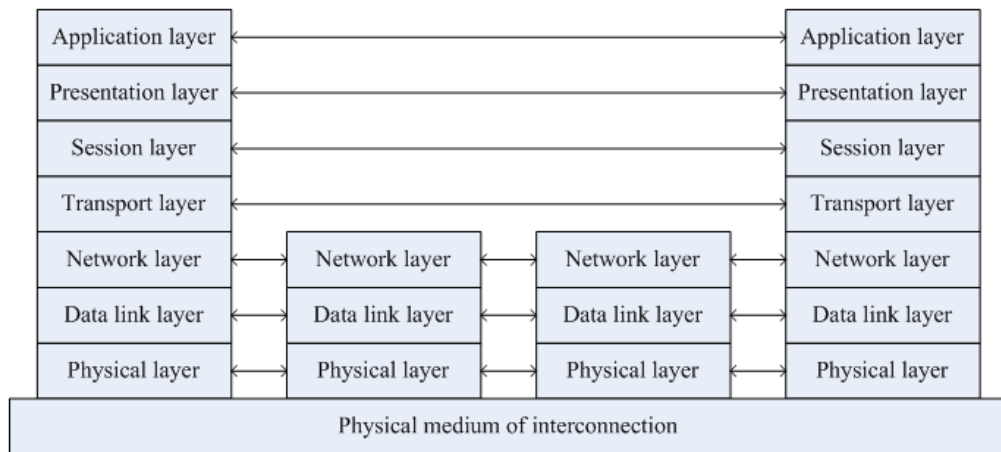 Application layer Application layer
Presentation layer Presentation layer
Session layer Session layer
Transport layer Transport layer
Network layer Network layer Network layer Network layer
Data link layer Data link layer Data link layer Data link layer
Physical layer Physical layer Physical layer Physical layer
Physical medium of interconnection